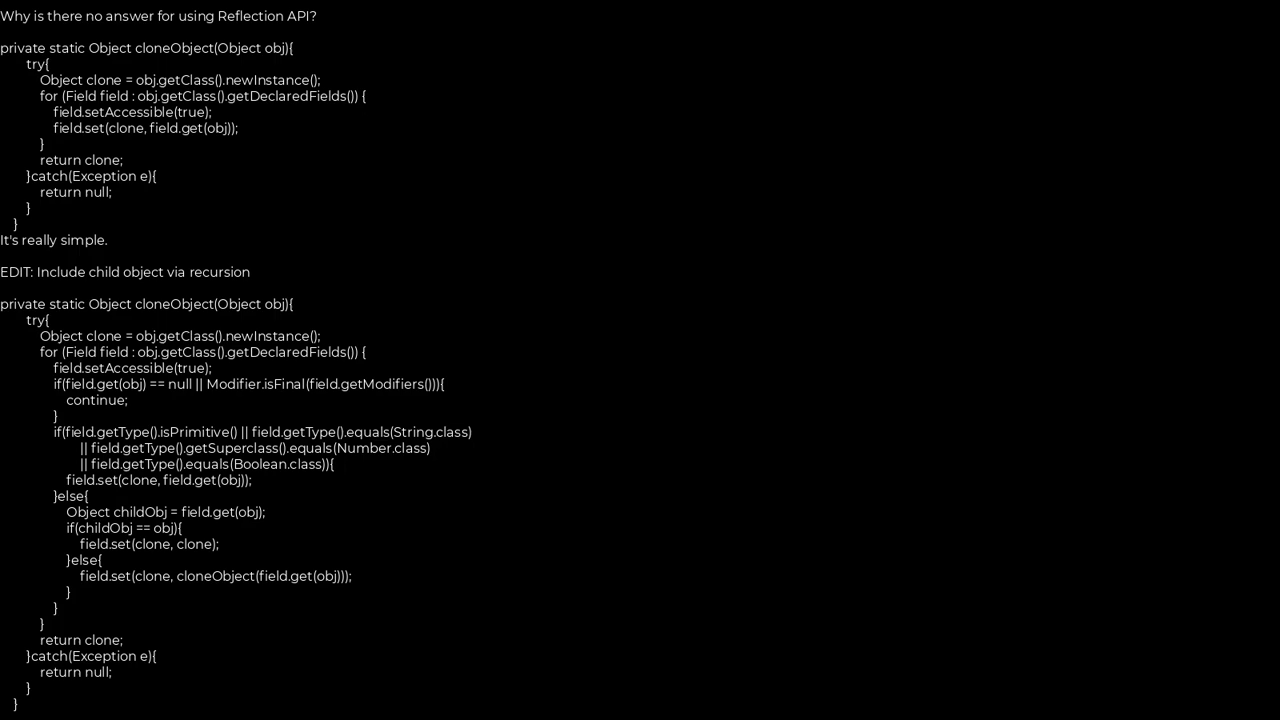 Why is there no answer for using Reflection API?

private static Object cloneObject(Object obj){
        try{
            Object clone = obj.getClass().newInstance();
            for (Field field : obj.getClass().getDeclaredFields()) {
                field.setAccessible(true);
                field.set(clone, field.get(obj));
            }
            return clone;
        }catch(Exception e){
            return null;
        }
    }
It's really simple.

EDIT: Include child object via recursion

private static Object cloneObject(Object obj){
        try{
            Object clone = obj.getClass().newInstance();
            for (Field field : obj.getClass().getDeclaredFields()) {
                field.setAccessible(true);
                if(field.get(obj) == null || Modifier.isFinal(field.getModifiers())){
                    continue;
                }
                if(field.getType().isPrimitive() || field.getType().equals(String.class)
                        || field.getType().getSuperclass().equals(Number.class)
                        || field.getType().equals(Boolean.class)){
                    field.set(clone, field.get(obj));
                }else{
                    Object childObj = field.get(obj);
                    if(childObj == obj){
                        field.set(clone, clone);
                    }else{
                        field.set(clone, cloneObject(field.get(obj)));
                    }
                }
            }
            return clone;
        }catch(Exception e){
            return null;
        }
    }